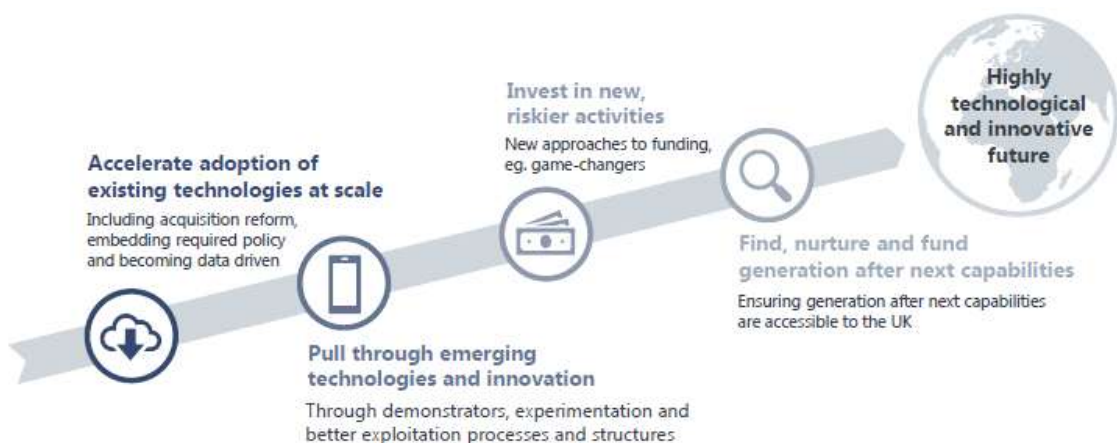 Accelerate adoption of
existing technologies at scale
Including acquisition reform,
embedding required policy
and becoming data driven
Pull through emerging
technologies and innovation
Through demonstrators, experimentation and
better exploitation processes and structures
Invest in new,
riskier activities
New approaches to funding,
eg. game-changers
Find, nurture and fund
generation after next capabilities
Ensuring generation after next capabilities
are accessible to the UK
Highly
technological
and innovative
future